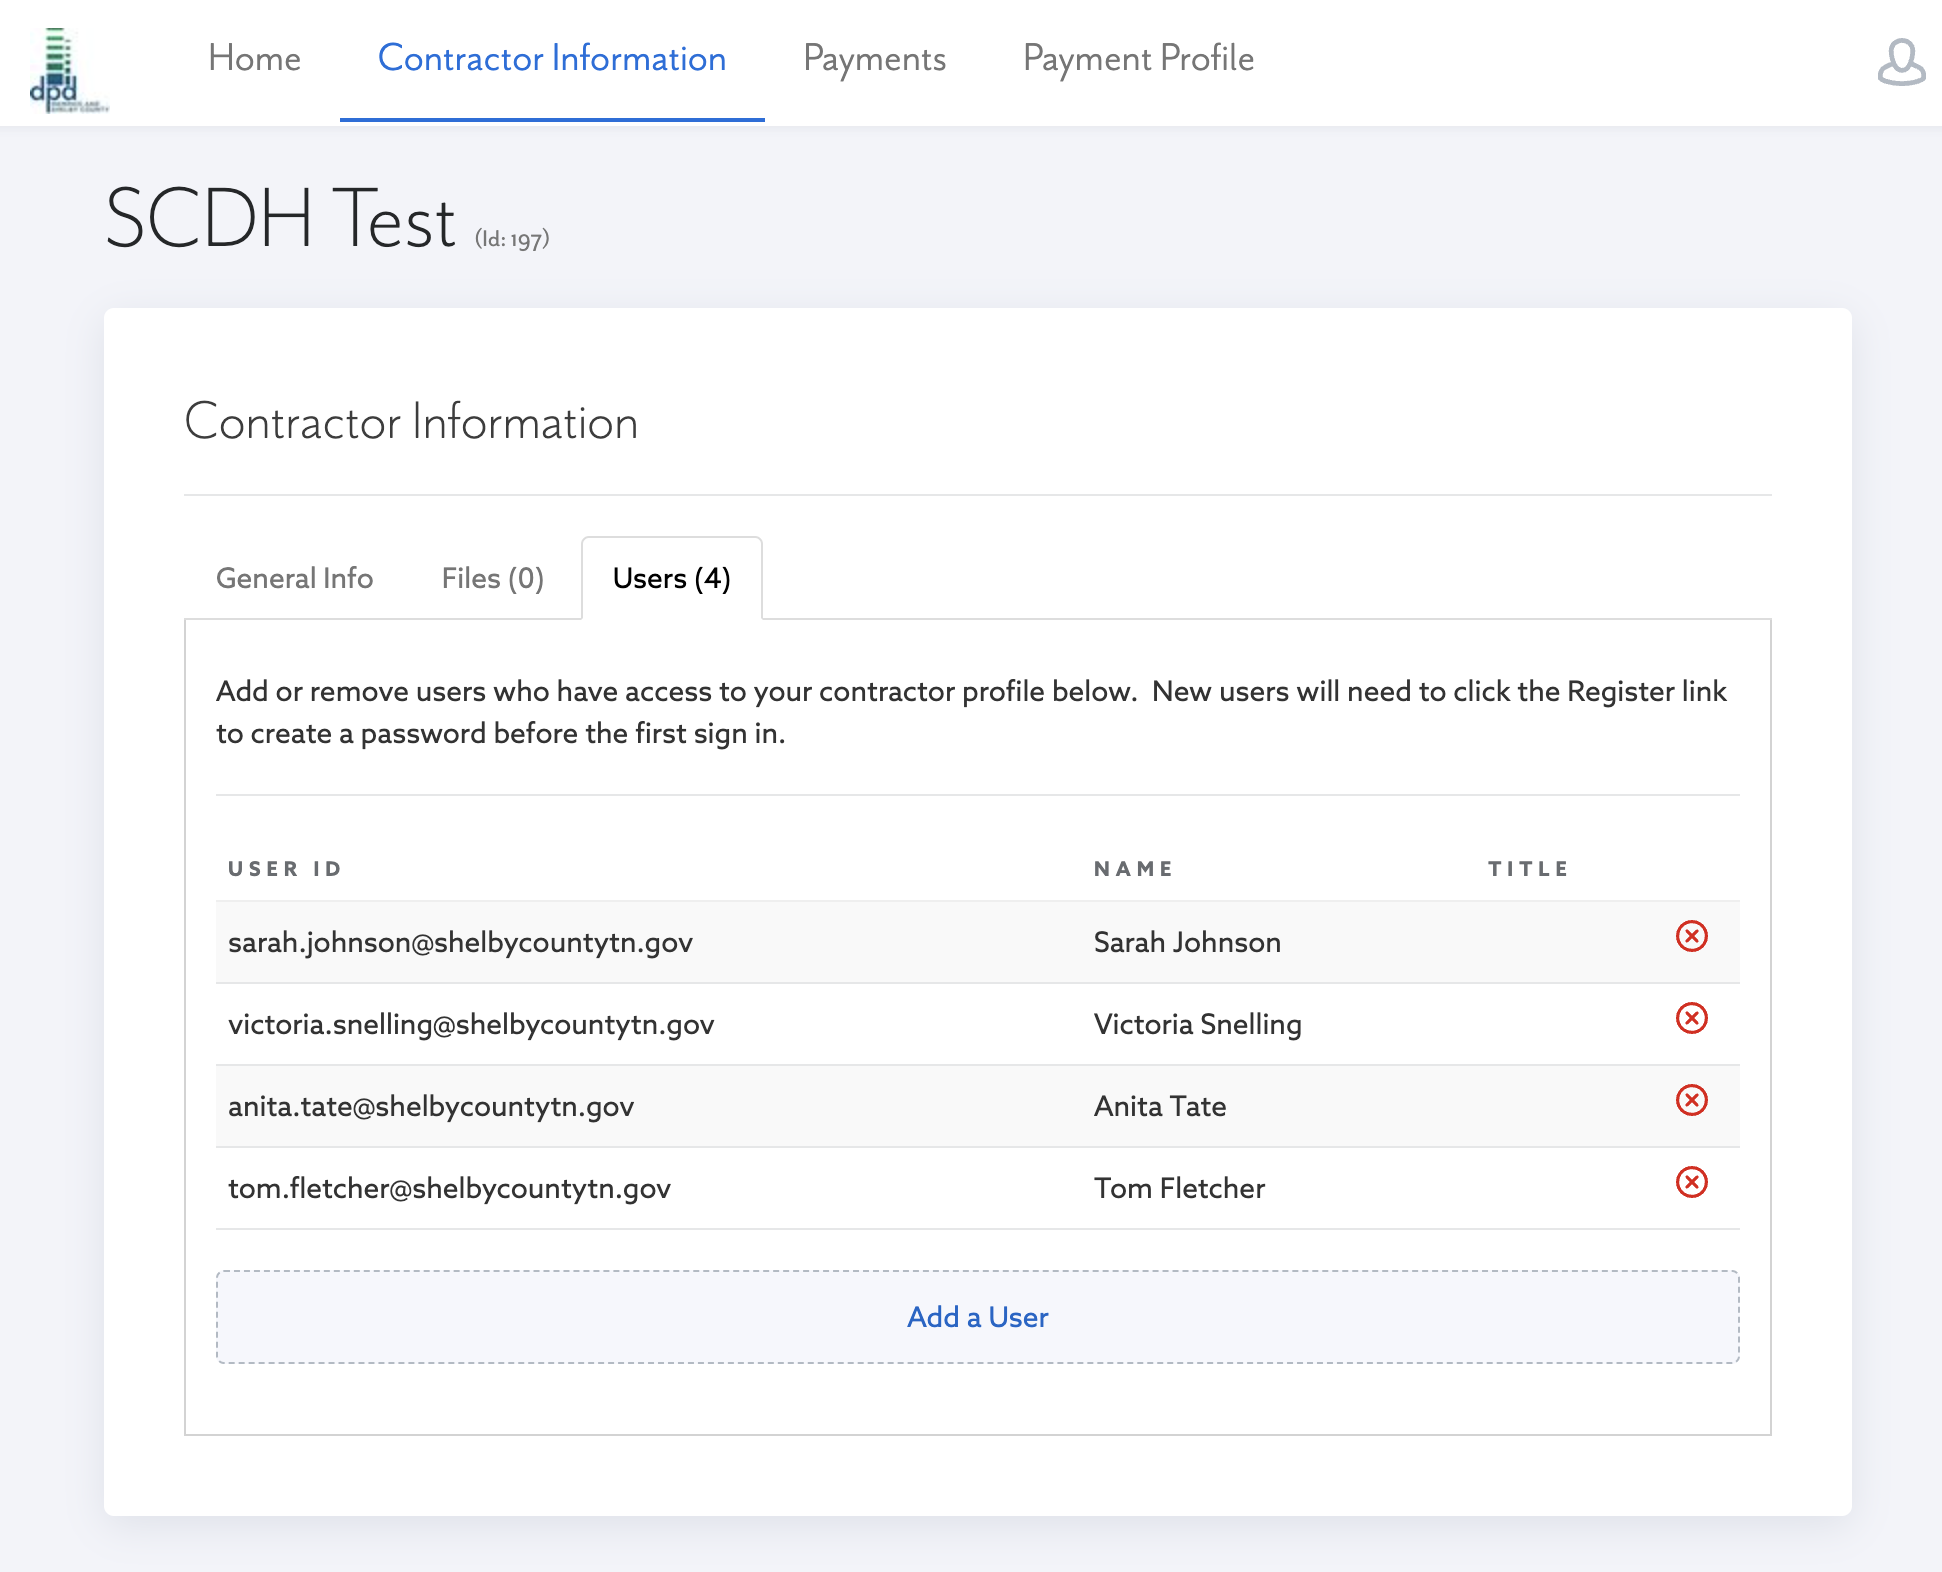 dpd
Home
Contractor Information
Payments
Payment Profile
SCDH Test (Id: 197)
Contractor Information
General Info
Files (0)
Users (4)
Add or remove users who have access to your contractor profile below.  New users will need to click the Register link
to create a password before the first sign in.
USER ID NAME TITLE
sarah.johnson@shelbycountytn.gov Sarah Johnson
victoria.snelling@shelbycountytn.gov Victoria Snelling
anita.tate@shelbycountytn.gov Anita Tate
tom.fletcher@shelbycountytn.gov Tom Fletcher
Add a User